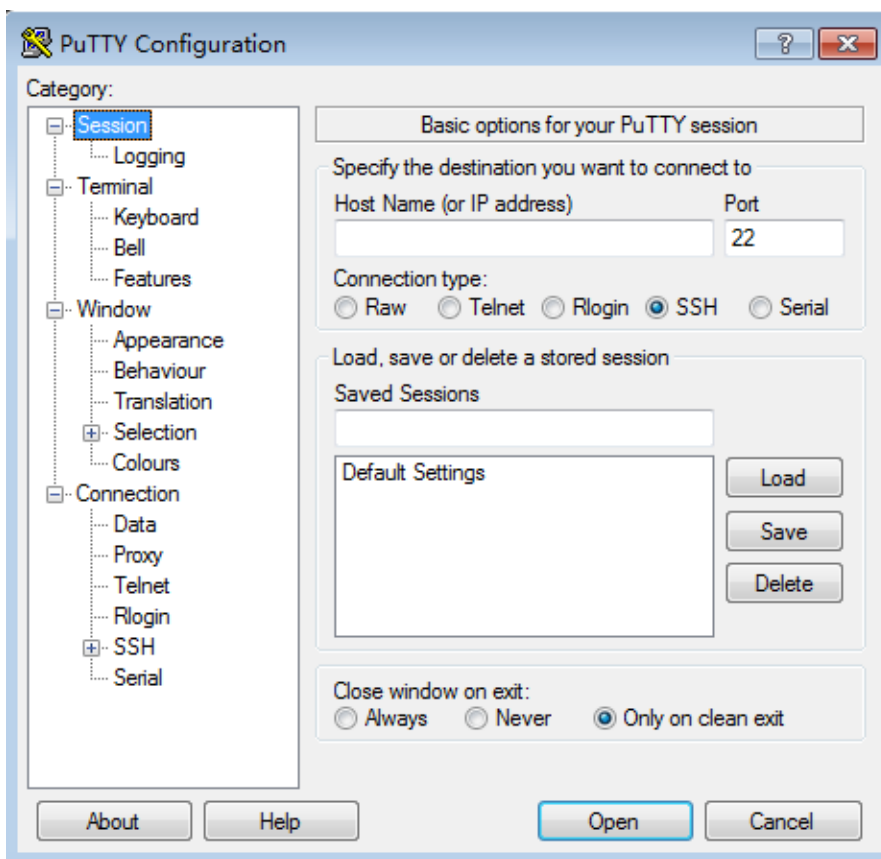 PuTTY Configuration
Category:
Session
Logging
Terminal
Keyboard
Bell
Features
Window
Appearance
Behaviour
Translation
Selection
Colours
Connection
Data
Proxy
Telnet
Rlogin
SSH
Serial
Basic options for your PuTTY session
Specify the destination you want to connect to
Host Name (or IP address) Port
22
Connection type:
Raw Telnet Rlogin SSH Serial
Load, save or delete a stored session
Saved Sessions
Default Settings
Load
Save
Delete
Close window on exit:
Always Never Only on clean exit
About Help Open Cancel